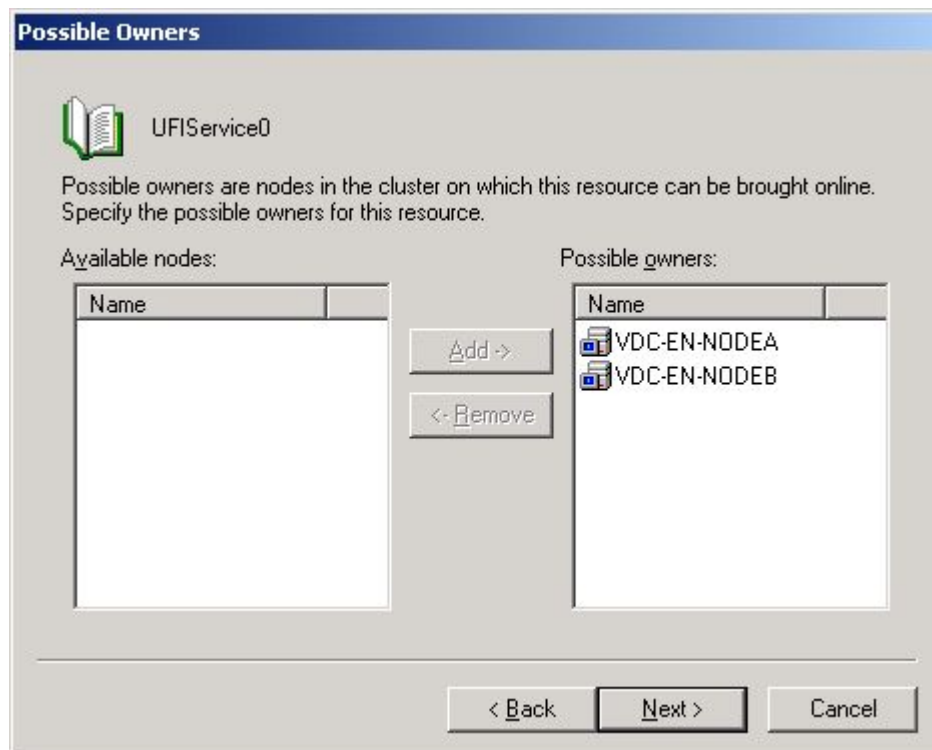 Possible Owners
UFIService0
Possible owners are nodes in the cluster on which this resource can be brought online.
Specify the possible owners for this resource.
Available nodes:
Possible owners:
Name
Name
Add ->
VDC-EN-NODEA
VDC-EN-NODEB
<- Remove
< Back
Next >
Cancel